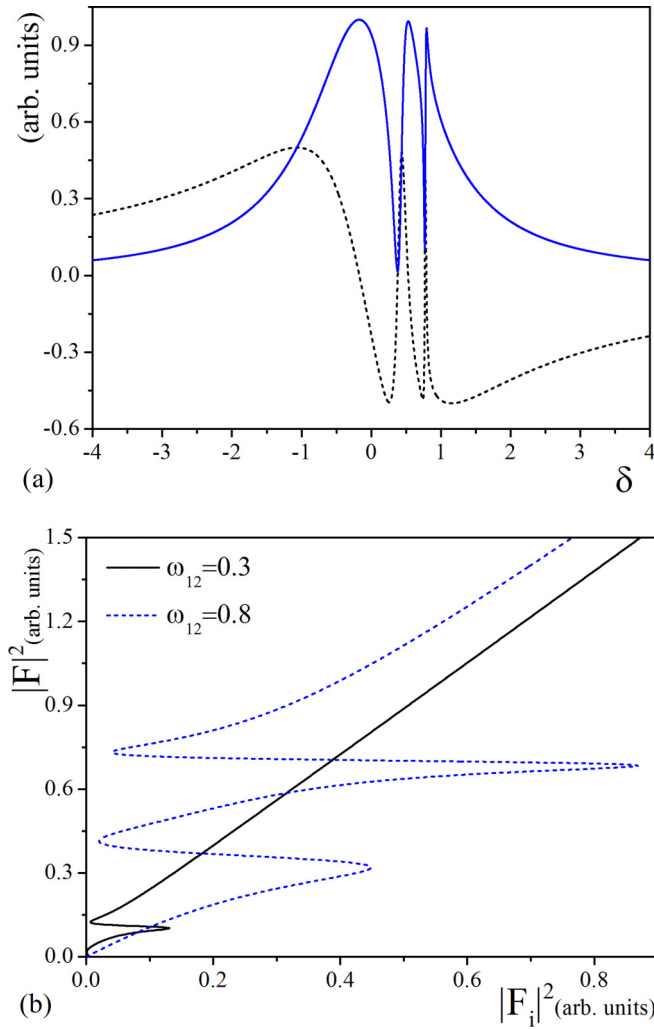 (arb. units)
0.9
0.6
0.3
0.0
-0.3
-0.6
-4 -3 -2 -1 0 1 2 3 4
(a)
δ
|F|² (arb. units)
1.5
1.2
0.9
0.6
0.3
0.0
ω₁₂=0.3
ω₁₂=0.8
0.0 0.2 0.4 0.6 0.8
(b)
|Fᵢ|² (arb. units)